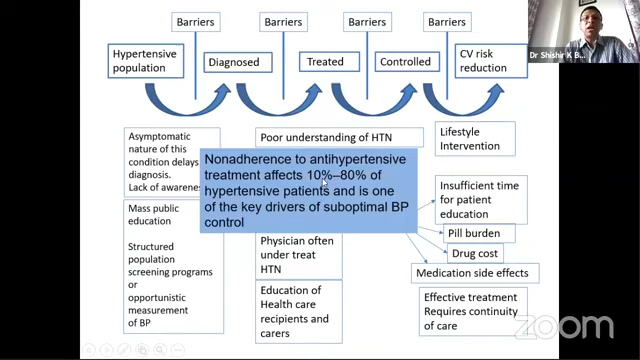 Barriers
Barriers
Barriers
Barriers
Hypertensive
population
Diagnosed
Treated
Controlled
CV risk
reduction
Dr Shishir K B...
Asymptomatic
nature of this
condition delays
diagnosis.
Lack of awarenes
Poor understanding of HTN
Lifestyle
Intervention
Nonadherence to antihypertensive
treatment affects 10%–80% of
hypertensive patients and is one
of the key drivers of suboptimal BP
control
Mass public
education
Structured
population
screening programs
or
opportunistic
measurement
of BP
Physician often
under treat
HTN
Education of
Health care
recipients and
carers
Insufficient time
for patient
education
Pill burden
Drug cost
Medication side effects
Effective treatment
Requires continuity
of care
zoom